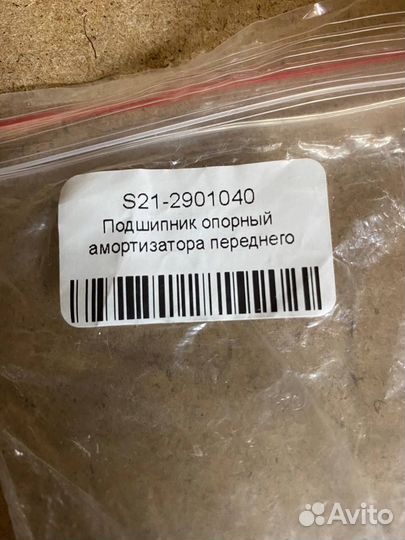 S21-2901040
Подшипник опорный
амортизатора переднего
Avito